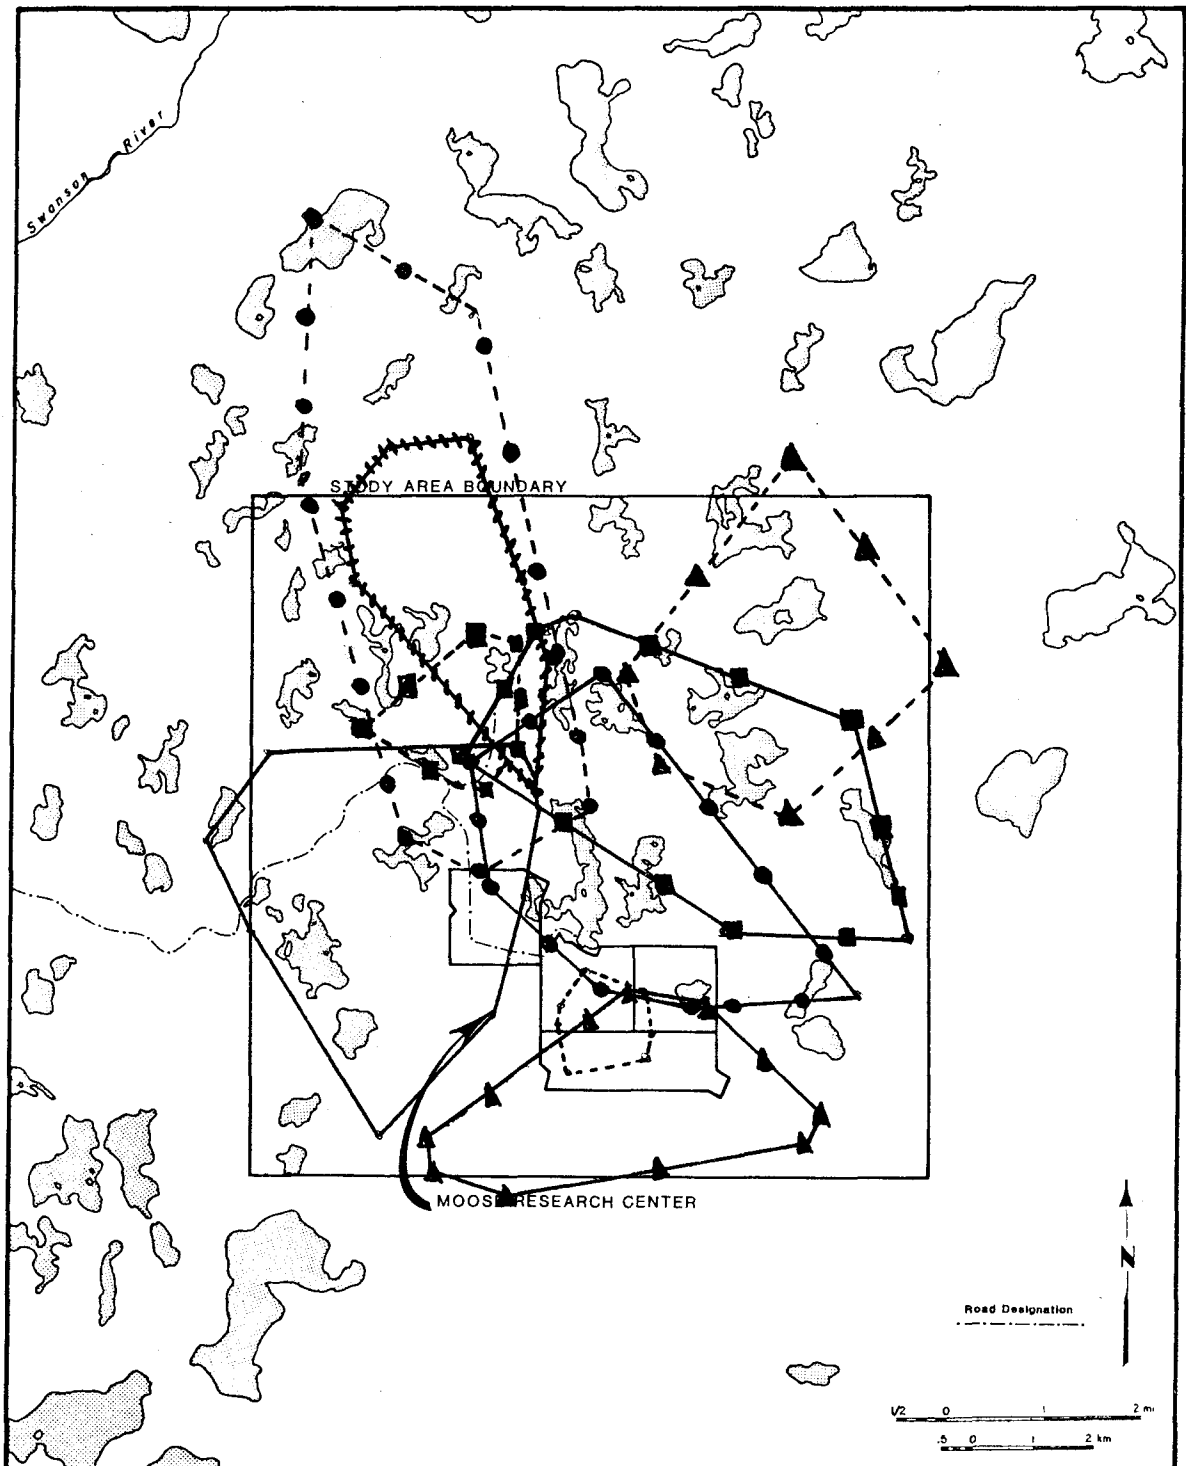 Swanson River
STUDY AREA BOUNDARY
MOOSE RESEARCH CENTER
N
Road Designation
1/2 0 1 2 mi
.5 0 1 2 km